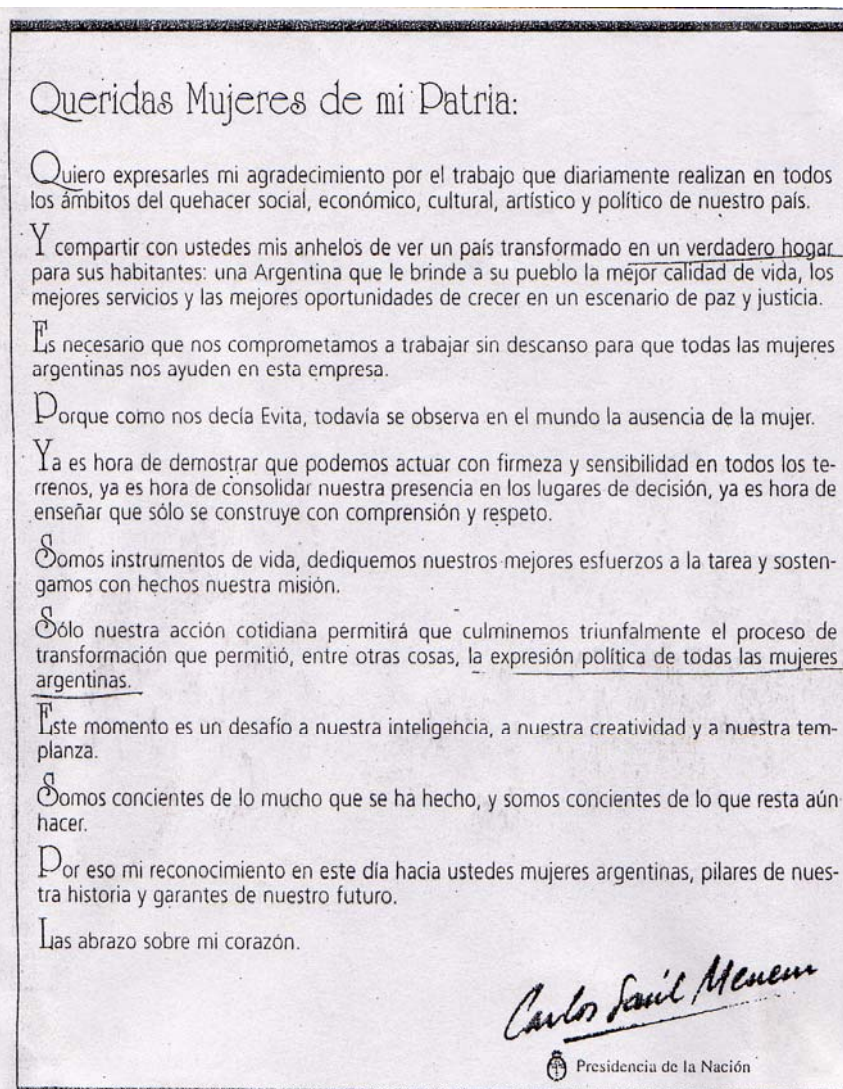 Queridas Mujeres de mi Patria:
Quiero expresarles mi agradecimiento por el trabajo que diariamente realizan en todos
los ámbitos del quehacer social, económico, cultural, artístico y político de nuestro país.
Y compartir con ustedes mis anhelos de ver un país transformado en un verdadero hogar
para sus habitantes: una Argentina que le brinde a su pueblo la mejor calidad de vida, los
mejores servicios y las mejores oportunidades de crecer en un escenario de paz y justicia.
Es necesario que nos comprometamos a trabajar sin descanso para que todas las mujeres
argentinas nos ayuden en esta empresa.
Porque como nos decía Evita, todavía se observa en el mundo la ausencia de la mujer.
Ya es hora de demostrar que podemos actuar con firmeza y sensibilidad en todos los te-
rrenos, ya es hora de consolidar nuestra presencia en los lugares de decisión, ya es hora de
enseñar que sólo se construye con comprensión y respeto.
Somos instrumentos de vida, dediquemos nuestros mejores esfuerzos a la tarea y sosten-
gamos con hechos nuestra misión.
Sólo nuestra acción cotidiana permitirá que culminemos triunfalmente el proceso de
transformación que permitió, entre otras cosas, la expresión política de todas las mujeres
argentinas.
Este momento es un desafío a nuestra inteligencia, a nuestra creatividad y a nuestra tem-
planza.
Somos concientes de lo mucho que se ha hecho, y somos concientes de lo que resta aún
hacer.
Por eso mi reconocimiento en este día hacia ustedes mujeres argentinas, pilares de nues-
tra historia y garantes de nuestro futuro.
Las abrazo sobre mi corazón.
Carlos Saúl Menem
Presidencia de la Nación